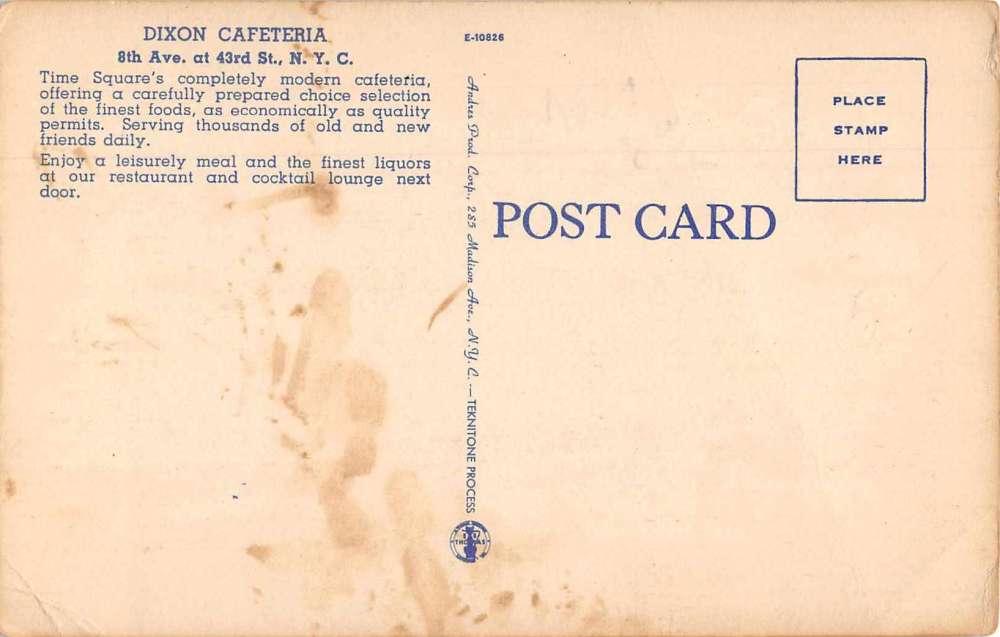 DIXON CAFETERIA
8th Ave. at 43rd St., N. Y. C.
Time Square's completely modern cafeteria,
offering a carefully prepared choice selection
of the finest foods, as economically as quality
permits. Serving thousands of old and new
friends daily.
Enjoy a leisurely meal and the finest liquors
at our restaurant and cocktail lounge next
door.
E-10826
Andres Prod. Corp., 285 Madison Ave., N.Y.C. — TEKNITONE PROCESS
PLACE
STAMP
HERE
POST CARD